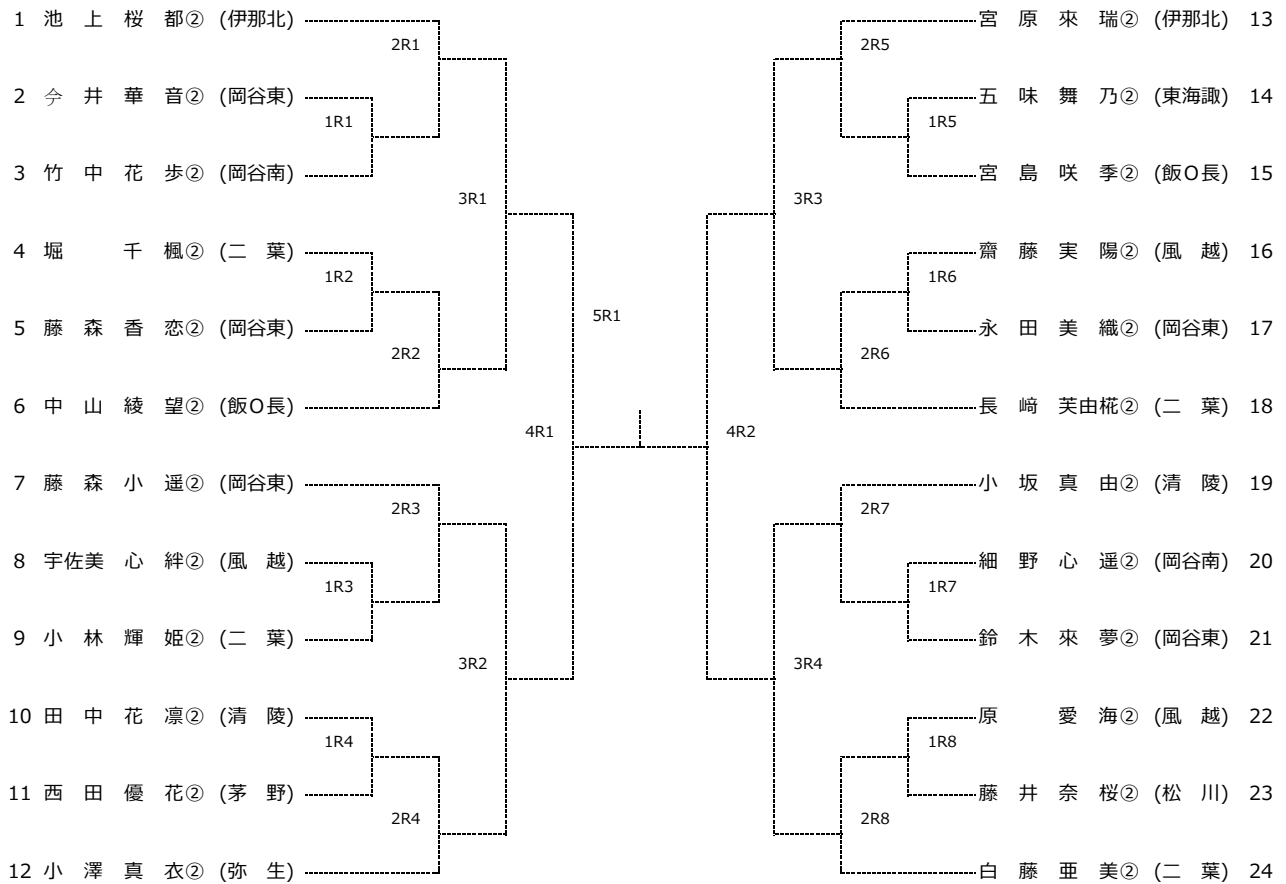 1 池 上 桜 都② (伊那北)
2R1
2 今 井 華 音② (岡谷東)
1R1
3 竹 中 花 歩② (岡谷南)
3R1
4 堀 千 楓② (二 葉)
1R2
5 藤 森 香 恋② (岡谷東)
2R2
6 中 山 綾 望② (飯O長)
4R1
7 藤 森 小 遥② (岡谷東)
2R3
8 宇佐美 心 絆② (風 越)
1R3
9 小 林 輝 姫② (二 葉)
3R2
10 田 中 花 凛② (清 陵)
1R4
11 西 田 優 花② (茅 野)
2R4
12 小 澤 真 衣② (弥 生)
5R1
宮 原 來 瑞② (伊那北) 13
2R5
五 味 舞 乃② (東海諏) 14
1R5
宮 島 咲 季② (飯O長) 15
3R3
齋 藤 実 陽② (風 越) 16
1R6
永 田 美 織② (岡谷東) 17
2R6
長 﨑 芙由椛② (二 葉) 18
4R2
小 坂 真 由② (清 陵) 19
2R7
細 野 心 遥② (岡谷南) 20
1R7
鈴 木 來 夢② (岡谷東) 21
3R4
原 愛 海② (風 越) 22
1R8
藤 井 奈 桜② (松 川) 23
2R8
白 藤 亜 美② (二 葉) 24